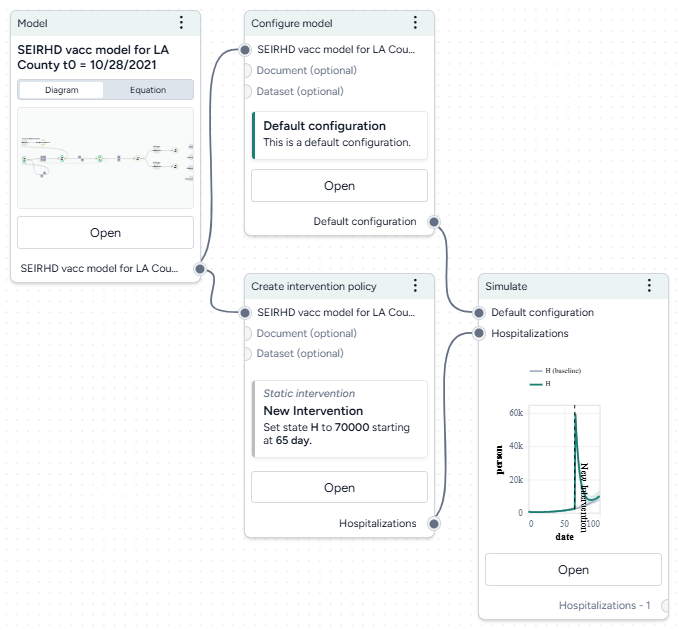 Model
SEIRHD vacc model for LA
County t0 = 10/28/2021
Diagram
Equation
Open
SEIRHD vacc model for LA Cou...
Configure model
SEIRHD vacc model for LA Cou...
Document (optional)
Dataset (optional)
Default configuration
This is a default configuration.
Open
Default configuration
Create intervention policy
SEIRHD vacc model for LA Cou...
Document (optional)
Dataset (optional)
Static intervention
New Intervention
Set state H to 70000 starting
at 65 day.
Open
Hospitalizations
Simulate
Default configuration
Hospitalizations
H (baseline)
H
60k
40k
20k
0
person
New Intervention
0
50
100
date
Open
Hospitalizations - 1